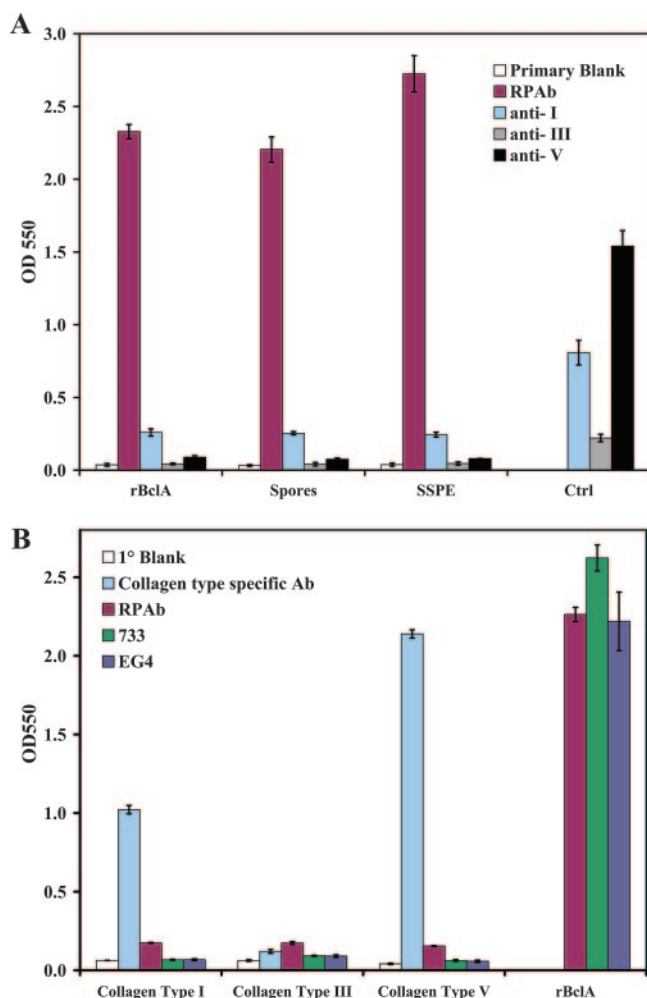 A
3.0
2.5
2.0
1.5
1.0
0.5
0.0
OD 550
Primary Blank
RPAb
anti- I
anti- III
anti- V
rBclA
Spores
SSPE
Ctrl
B
2.5
2.0
1.5
1.0
0.5
0.0
OD550
1° Blank
Collagen type specific Ab
RPAb
733
EG4
Collagen Type I
Collagen Type III
Collagen Type V
rBclA